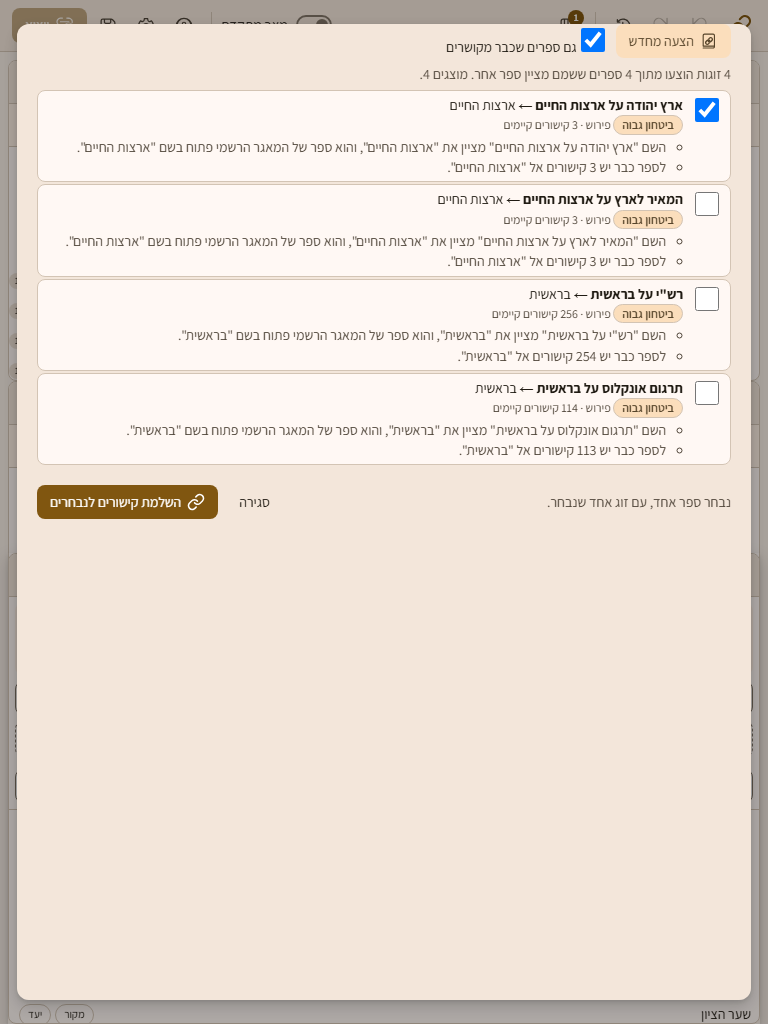 1
הצעה מחדש
גם ספרים שכבר מקושרים
4 זוגות הוצעו מתוך 4 ספרים ששמם מציין ספר אחר. מוצגים 4.
ארץ יהודה על ארצות החיים ← ארצות החיים
ביטחון גבוה פירוש · 3 קישורים קיימים
השם "ארץ יהודה על ארצות החיים" מציין את "ארצות החיים", והוא ספר של המאגר הרשמי פתוח בשם "ארצות החיים".
לספר כבר יש 3 קישורים אל "ארצות החיים".
המאיר לארץ על ארצות החיים ← ארצות החיים
ביטחון גבוה פירוש · 3 קישורים קיימים
השם "המאיר לארץ על ארצות החיים" מציין את "ארצות החיים", והוא ספר של המאגר הרשמי פתוח בשם "ארצות החיים".
לספר כבר יש 3 קישורים אל "ארצות החיים".
רש"י על בראשית ← בראשית
ביטחון גבוה פירוש · 256 קישורים קיימים
השם "רש"י על בראשית" מציין את "בראשית", והוא ספר של המאגר הרשמי פתוח בשם "בראשית".
לספר כבר יש 254 קישורים אל "בראשית".
תרגום אונקלוס על בראשית ← בראשית
ביטחון גבוה פירוש · 114 קישורים קיימים
השם "תרגום אונקלוס על בראשית" מציין את "בראשית", והוא ספר של המאגר הרשמי פתוח בשם "בראשית".
לספר כבר יש 113 קישורים אל "בראשית".
נבחר ספר אחד, עם זוג אחד שנבחר.
סגירה
השלמת קישורים לנבחרים
שער הציון
מקור
יעד